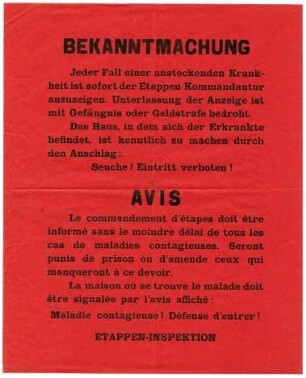 BEKANNTMACHUNG
Jeder Fall einer ansteckenden Krank-
heit ist sofort der Etappen-Kommandantur
anzuzeigen. Unterlassung der Anzeige ist
mit Gefängnis oder Geldstrafe bedroht.
Das Haus, in dem sich der Erkrankte
befindet, ist kenntlich zu machen durch
den Anschlag:
Seuche! Eintritt verboten!
AVIS
Le commandement d'étapes doit être
informé sans le moindre délai de tous les
cas de maladies contagieuses. Seront
punis de prison ou d'amende ceux qui
manqueront à ce devoir.
La maison où se trouve le malade doit
être signalée par l'avis affiché:
Maladie contagieuse! Défense d'entrer!
ETAPPEN-INSPEKTION